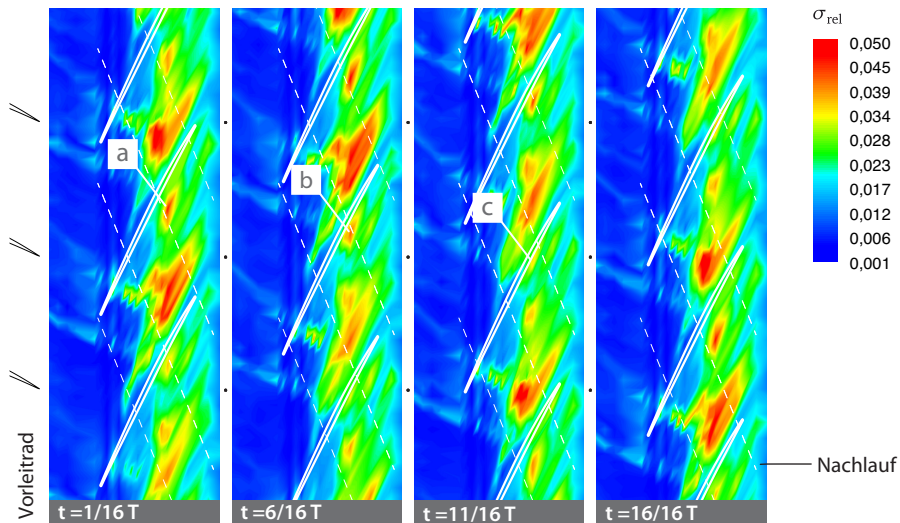 σrel
0,050
0,045
0,040
0,034
0,028
0,023
0,017
0,012
0,006
0,001
a
b
c
Vorleitrad
Nachlauf
t =1/16 T
t =6/16 T
t =11/16 T
t =16/16 T